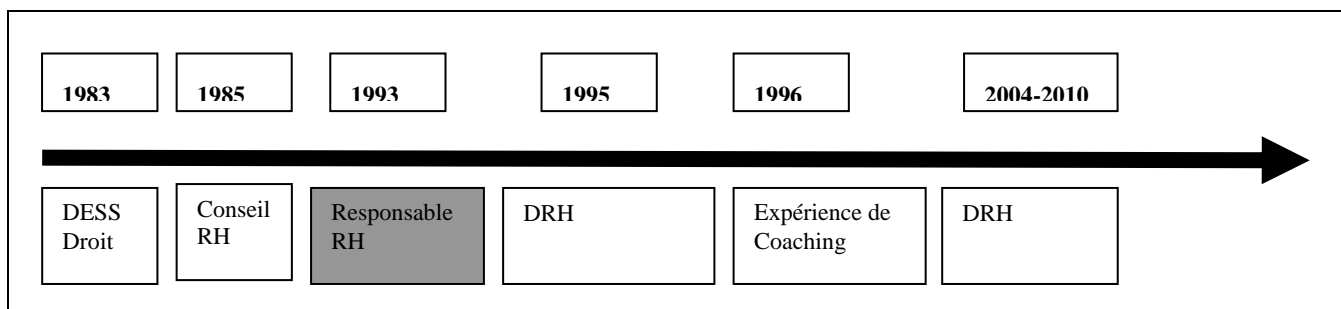 1983 1985 1993 1995 1996 2004-2010
DESS
Droit
Conseil
RH
Responsable
RH
DRH
Expérience de
Coaching
DRH